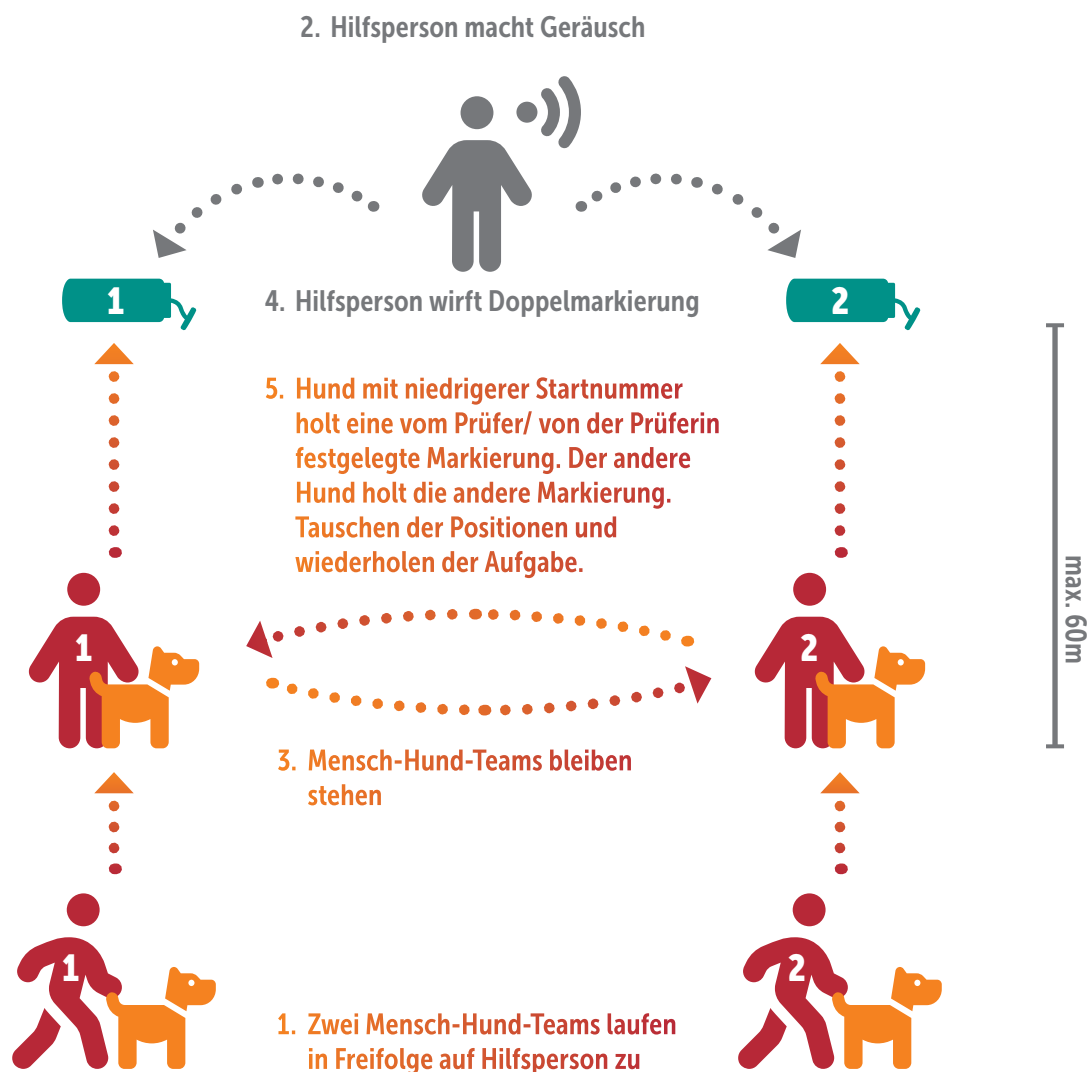 2. Hilfsperson macht Geräusch
1
2
4. Hilfsperson wirft Doppelmarkierung
5. Hund mit niedrigerer Startnummer
holt eine vom Prüfer/ von der Prüferin
festgelegte Markierung. Der andere
Hund holt die andere Markierung.
Tauschen der Positionen und
wiederholen der Aufgabe.
max. 60m
1
2
3. Mensch-Hund-Teams bleiben
stehen
1
2
1. Zwei Mensch-Hund-Teams laufen
in Freifolge auf Hilfsperson zu